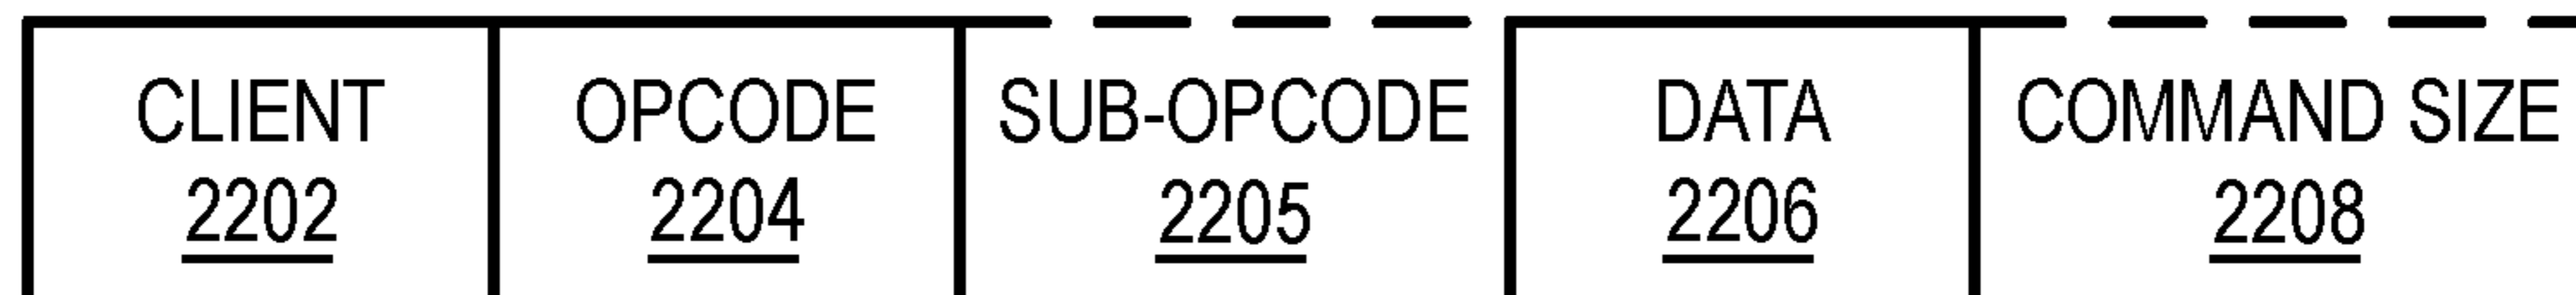 CLIENT OPCODE SUB-OPCODE DATA COMMAND SIZE
2202 2204 2205 2206 2208